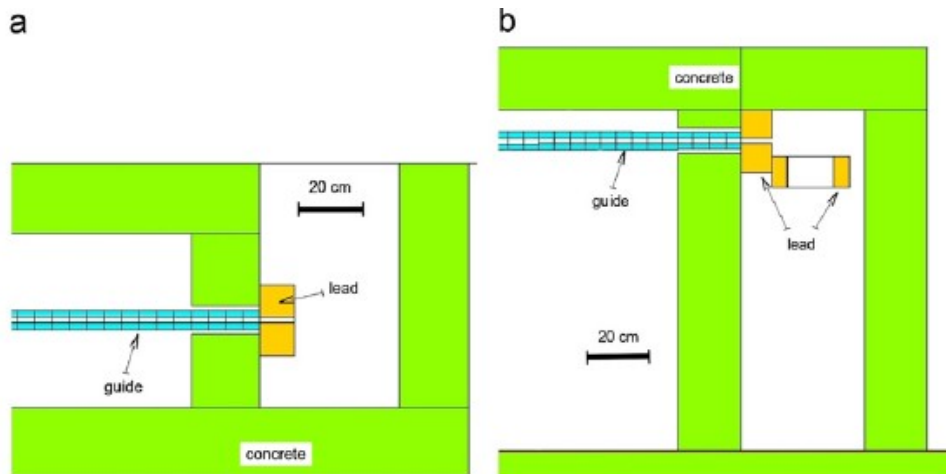 a
20 cm
lead
guide
concrete
b
concrete
guide
lead
20 cm